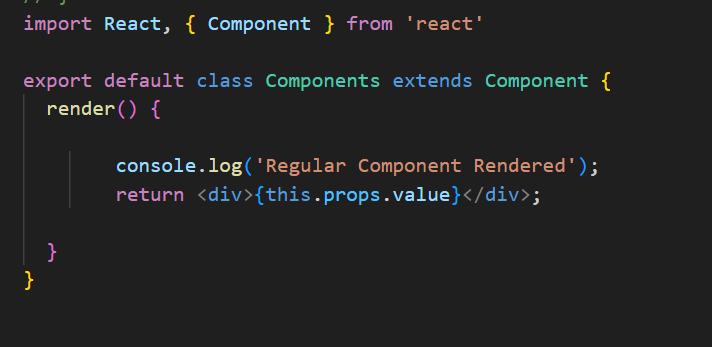 import React, { Component } from 'react'
export default class Components extends Component {
render() {
console.log('Regular Component Rendered');
return <div>{this.props.value}</div>;
}
}